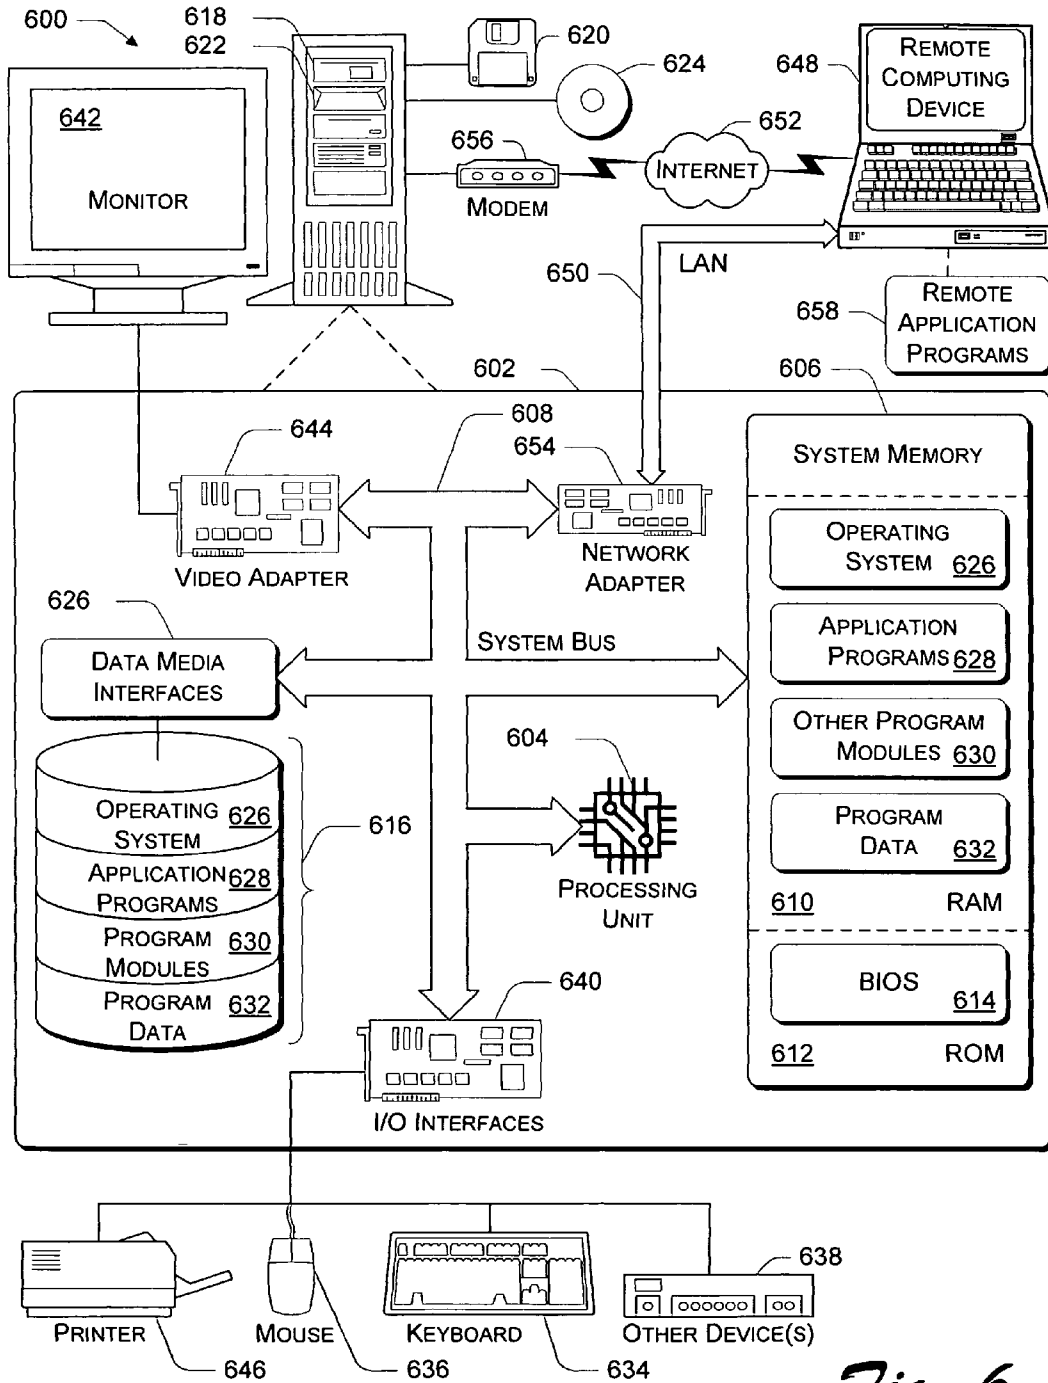 600
618
622
620
624
648
REMOTE
COMPUTING
DEVICE
642
MONITOR
656
MODEM
652
INTERNET
650
LAN
658
REMOTE
APPLICATION
PROGRAMS
602
606
644
608
654
VIDEO ADAPTER
NETWORK
ADAPTER
SYSTEM MEMORY
OPERATING
SYSTEM 626
APPLICATION
PROGRAMS 628
OTHER PROGRAM
MODULES 630
PROGRAM
DATA 632
610 RAM
BIOS 614
612 ROM
626
DATA MEDIA
INTERFACES
SYSTEM BUS
604
PROCESSING
UNIT
OPERATING 626
SYSTEM
APPLICATION 628
PROGRAMS
PROGRAM 630
MODULES
PROGRAM 632
DATA
616
640
I/O INTERFACES
PRINTER
646
MOUSE
636
KEYBOARD
634
638
OTHER DEVICE(S)
Fig. 6